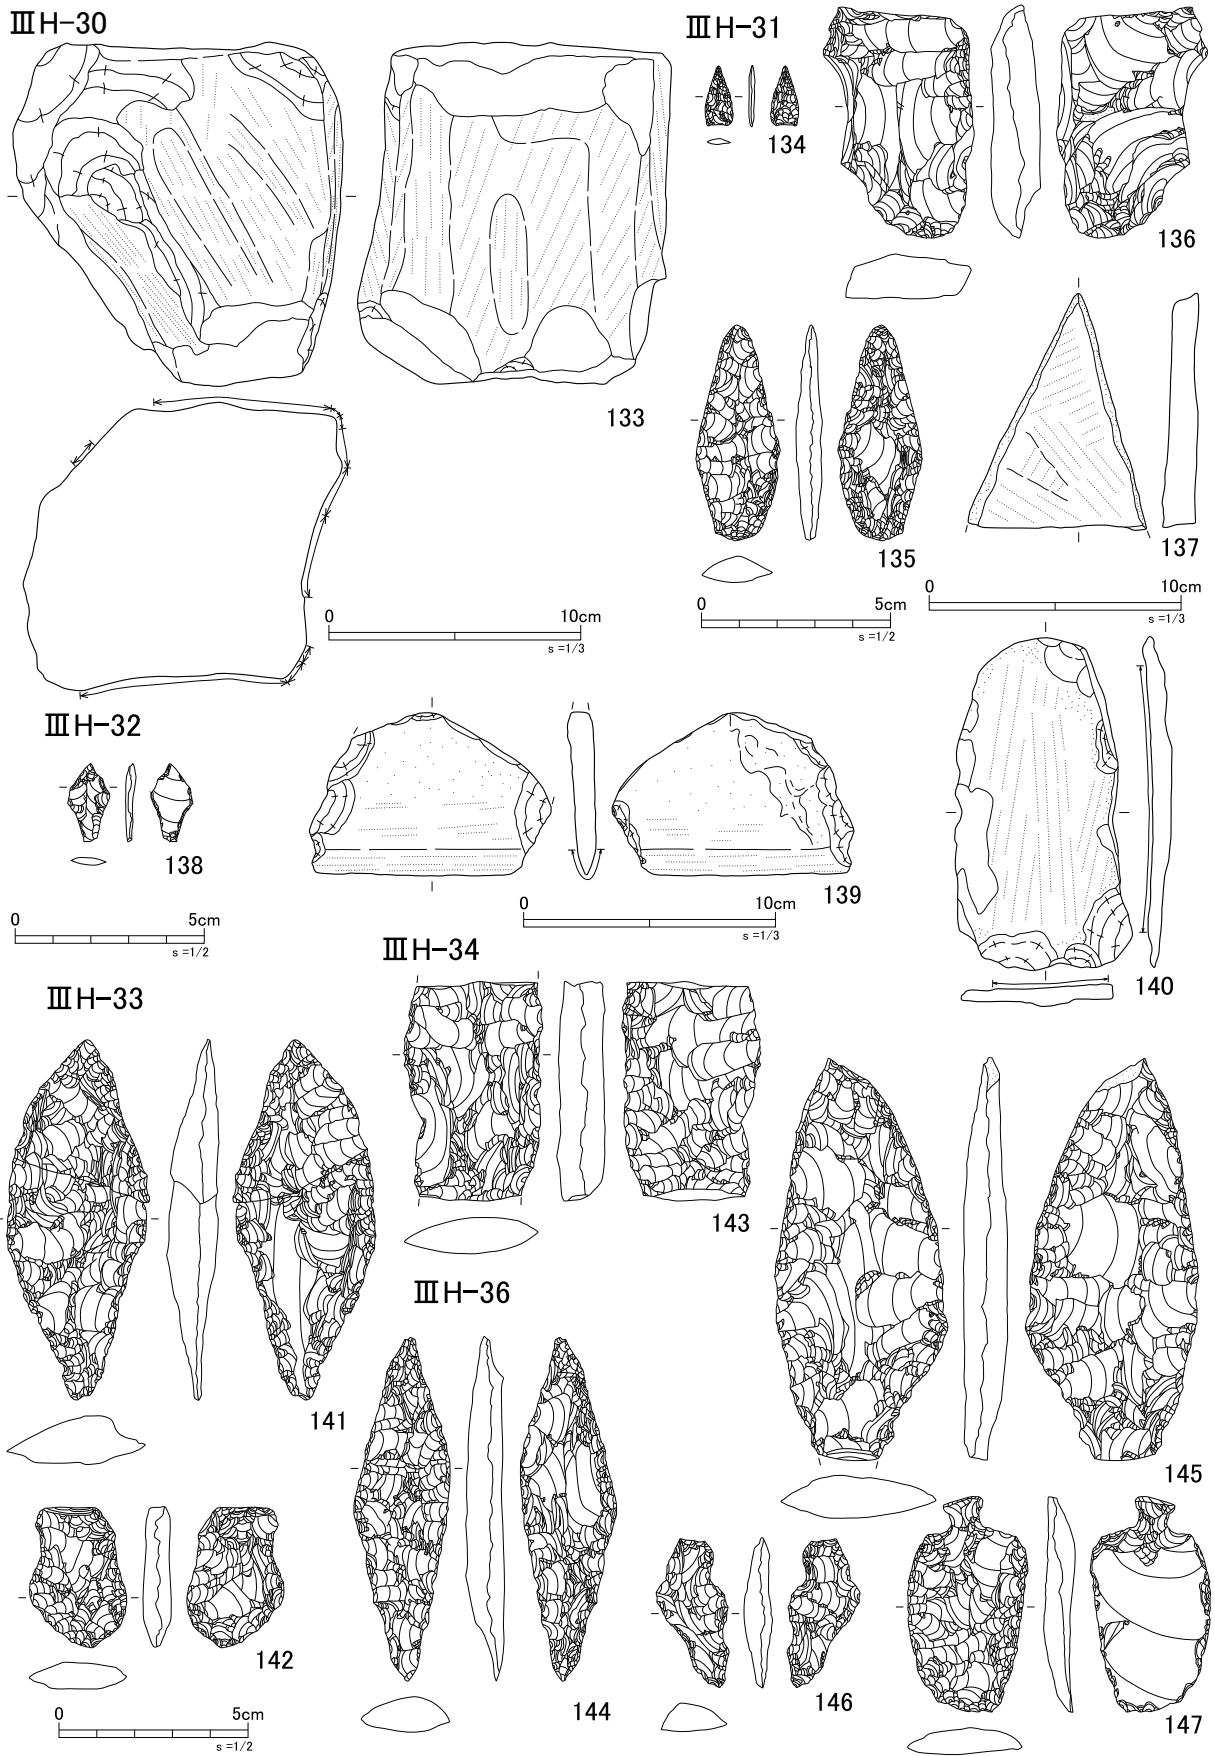 ⅢH-30
133
0 10cm
s =1/3
ⅢH-31
134
136
135
137
0 5cm
s =1/2
0 10cm
s =1/3
ⅢH-32
138
0 5cm
s =1/2
139
0 10cm
s =1/3
140
ⅢH-33
141
142
0 5cm
s =1/2
ⅢH-34
143
ⅢH-36
144
145
146
147